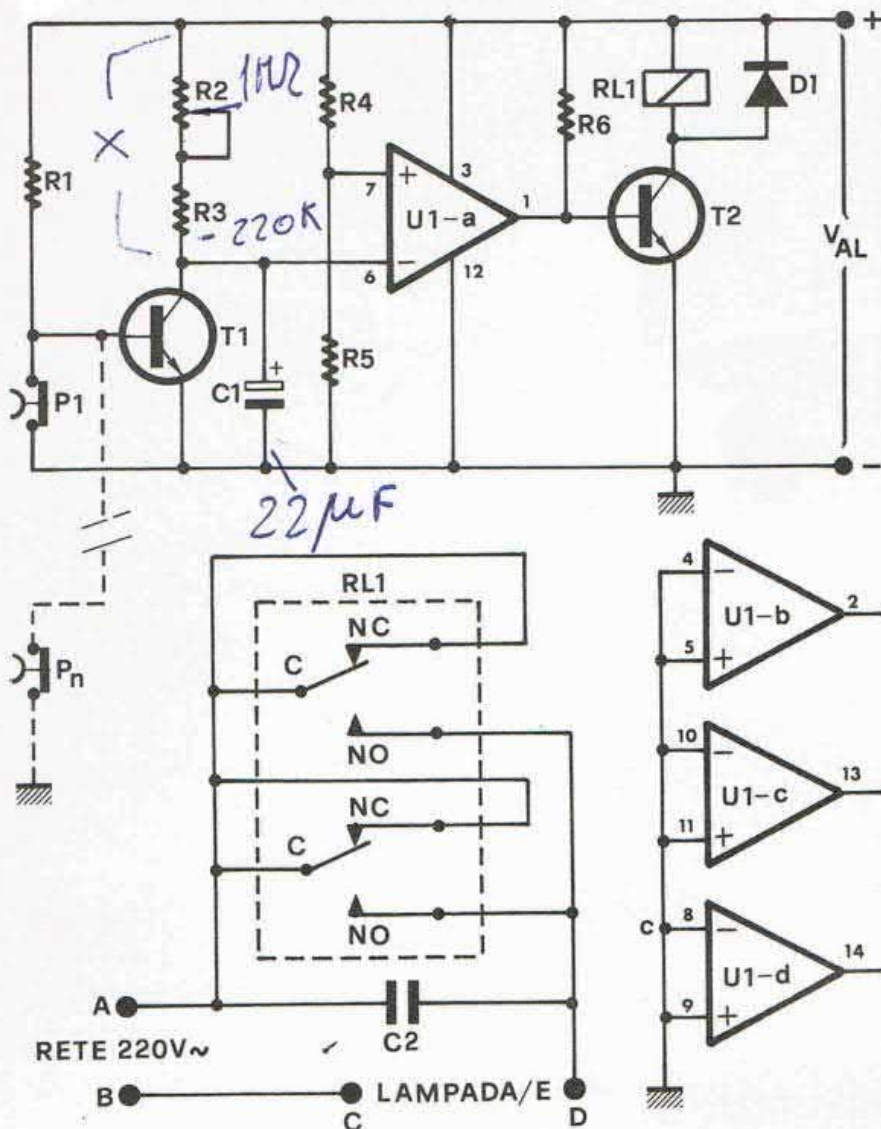 +
R2 1MΩ
R4
RL1
D1
R6
X
R1
7 + 3
U1-a 1
R3
- 220K
T2
VAL
6 - 12
T1
R5
+
C1
P1
-
22µF
RL1
4 -
U1-b 2
NC
C
5 +
Pn
NO
10 -
U1-c 13
NC
11 +
C
NO
C 8 -
U1-d 14
A
9 +
C2
RETE 220V~
LAMPADA/E
B
C
D